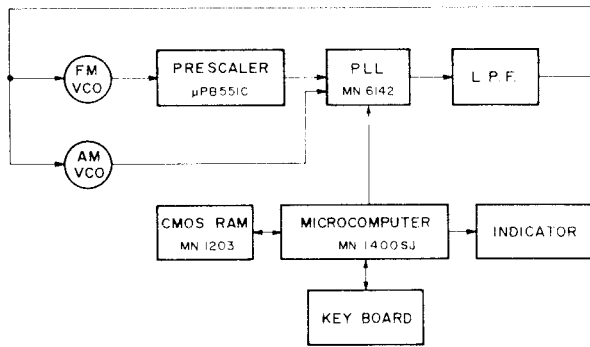 FM
VCO
PRESCALER
μPB551C
PLL
MN 6142
L. P. F.
AM
VCO
CMOS RAM
MN 1203
MICROCOMPUTER
MN 1400SJ
INDICATOR
KEY BOARD